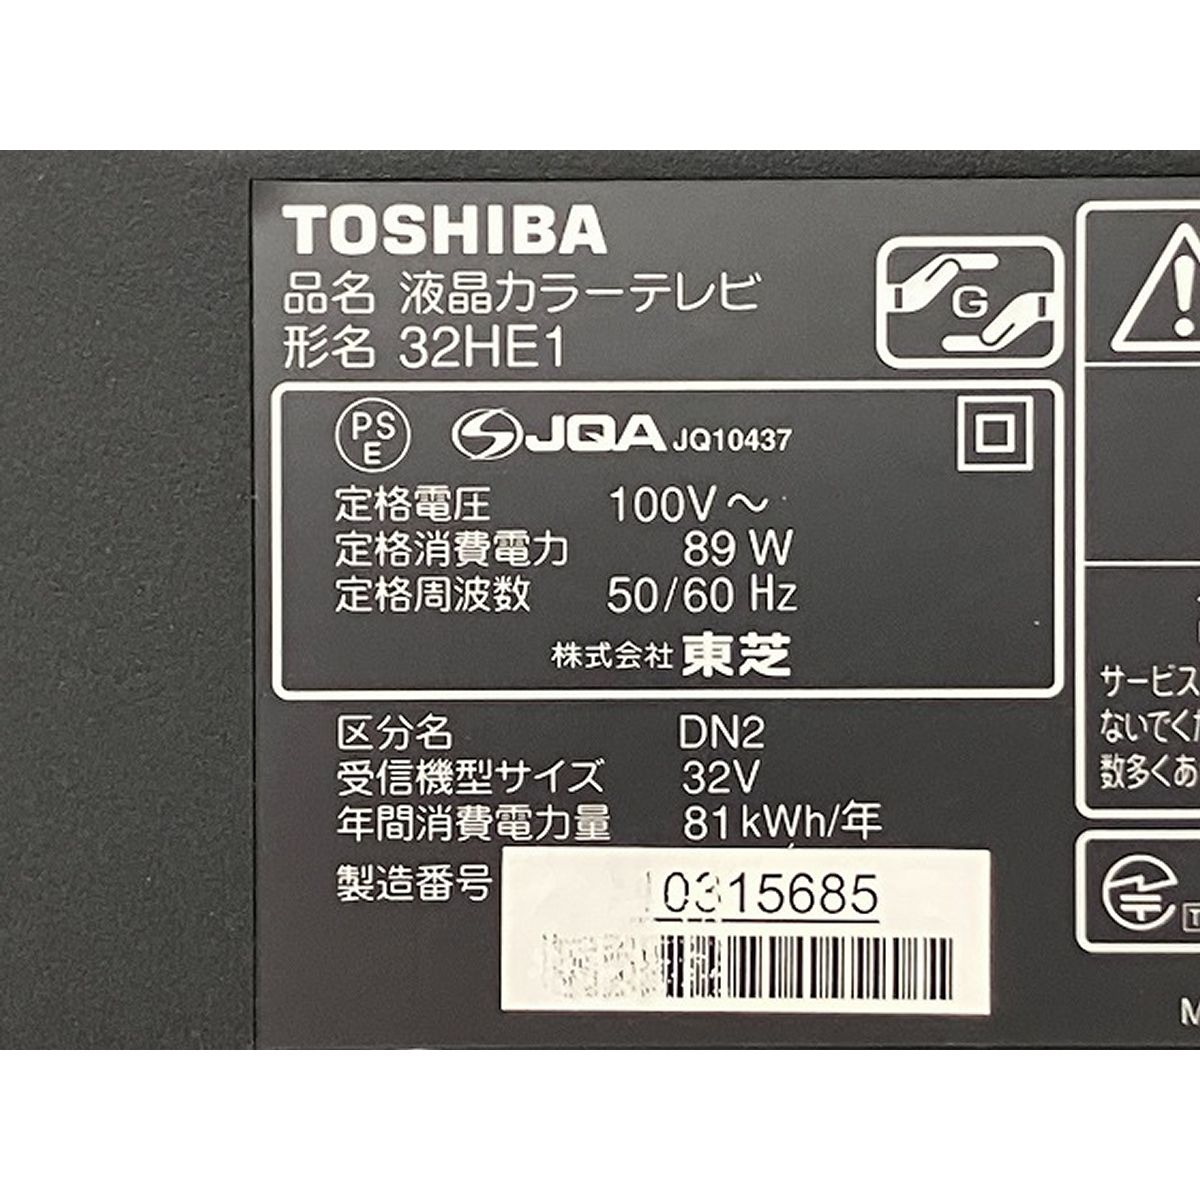 TOSHIBA
品名 液晶カラーテレビ
形名 32HE1
G
PS
E
JQA JQ10437
定格電圧 100V～
定格消費電力 89W
定格周波数 50/60 Hz
株式会社 東芝
区分名 DN2
受信機型サイズ 32V
年間消費電力量 81kWh/年
製造番号 10315685
サービス
ないでくだ
数多くあ
T
M